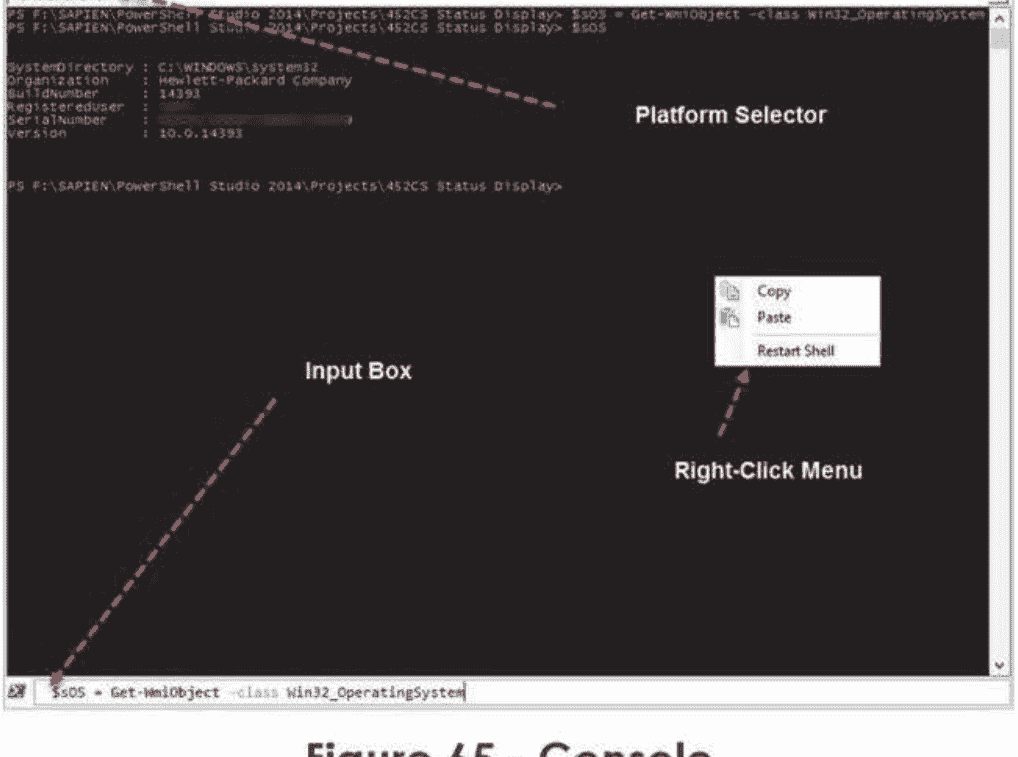 PS F:\SAPIEN\PowerShell Studio 2014\Projects\452CS Status Display> $sOS = Get-WmiObject -class Win32_OperatingSystem
PS F:\SAPIEN\PowerShell Studio 2014\Projects\452CS Status Display> $sOS
SystemDirectory : C:\WINDOWS\system32
Organization : Hewlett-Packard Company
BuildNumber : 14393
RegisteredUser :
SerialNumber :
Version : 10.0.14393
Platform Selector
PS F:\SAPIEN\PowerShell Studio 2014\Projects\452CS Status Display>
Copy
Paste
Restart Shell
Input Box
Right-Click Menu
$sOS = Get-WmiObject -class Win32_OperatingSystem
Figure 65 - Console